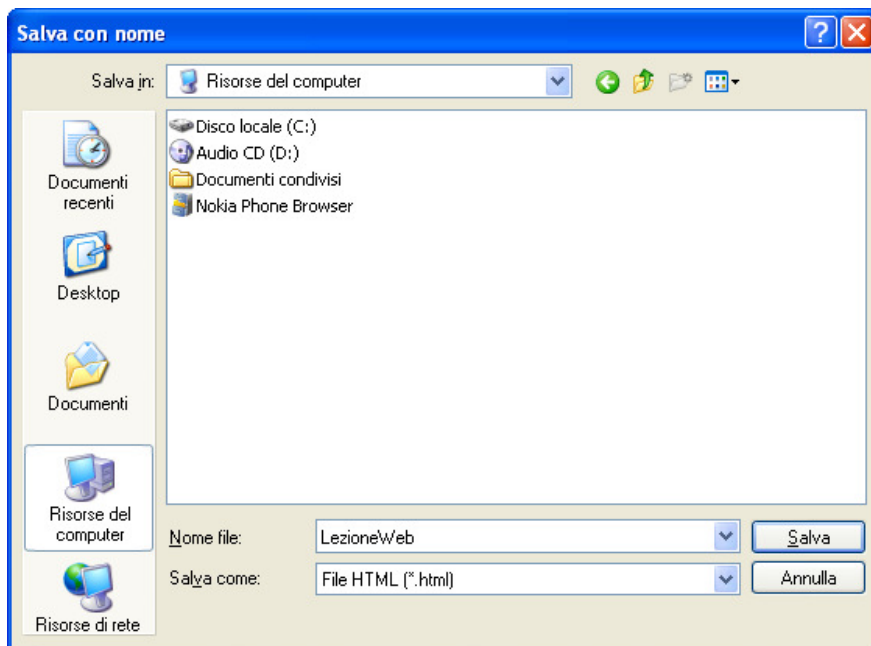 Salva con nome
Salva in:
Risorse del computer
Documenti
recenti
Desktop
Documenti
Risorse del
computer
Risorse di rete
Disco locale (C:)
Audio CD (D:)
Documenti condivisi
Nokia Phone Browser
Nome file:
LezioneWeb
Salva
Salva come:
File HTML (*.html)
Annulla